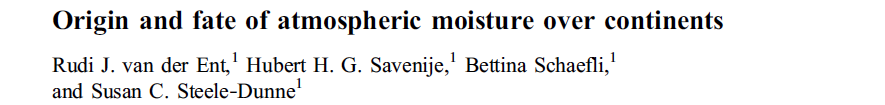 Origin and fate of atmospheric moisture over continents
Rudi J. van der Ent,¹ Hubert H. G. Savenije,¹ Bettina Schaefli,¹
and Susan C. Steele-Dunne¹